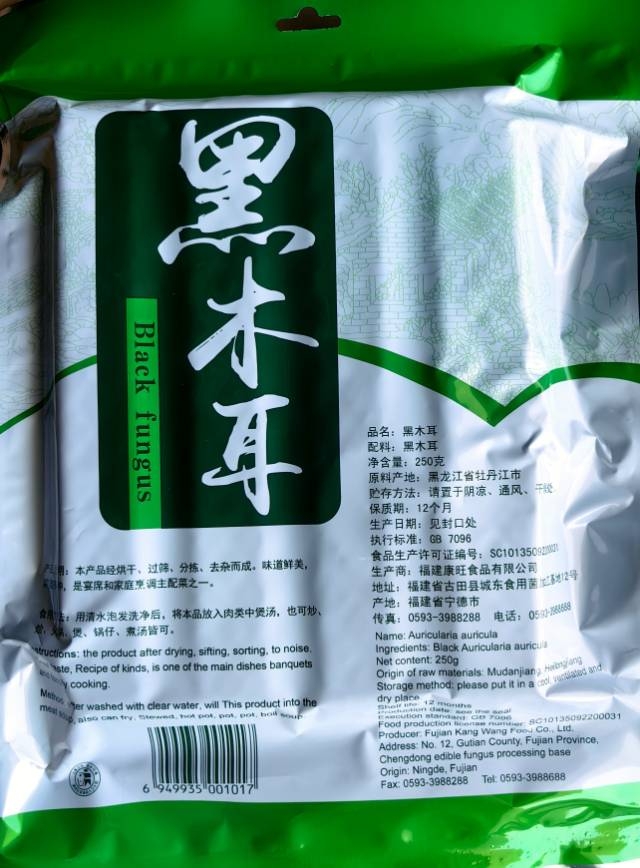 黑木耳
Black fungus
品名：黑木耳
配料：黑木耳
净含量：250克
原料产地：黑龙江省牡丹江市
贮存方法：请置于阴凉、通风、干
保质期：12个月
生产日期：见封口处
执行标准：GB 7096
食品生产许可证编号：SC10135092200031
生产商：福建康旺食品有限公司
地址：福建省古田县城东食用菌加工基地12号
产地：福建省宁德市
传真：0593-3988288 电话：0593-3988688
本产品经烘干、过筛、分拣、去杂而成。味道鲜美，
是宴席和家庭烹调主配菜之一。
用清水泡发洗净后，将本品放入肉类中煲汤，也可炒、
煲、锅仔、煮汤皆可。
the product after drying, sifting, sorting, to noise.
Recipe of kinds, is one of the main dishes banquets
cooking.
Method: after washed with clear water, will This product into the
meat soup, also can fry, Stewed, hot pot, pot, pot, boil soup
Name: Auricularia auricula
Ingredients: Black Auricularia auricula
Net content: 250g
Origin of raw materials: Mudanjiang, Heilongjiang
Storage method: please put it in a cool, ventilated and
dry place
Shelf life: 12 months
Production date: see the seal
Execution standard: GB 7096
Food production license number: SC10135092200031
Producer: Fujian Kang Wang Food Co., Ltd.
Address: No. 12, Gutian County, Fujian Province,
Chengdong edible fungus processing base
Origin: Ningde, Fujian
Fax: 0593-3988288 Tel: 0593-3988688
6 949935 001017